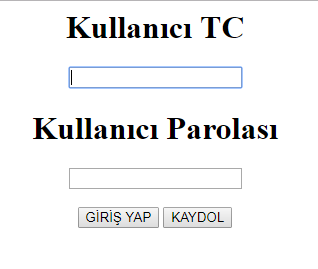 Kullanıcı TC
Kullanıcı Parolası
GİRİŞ YAP KAYDOL